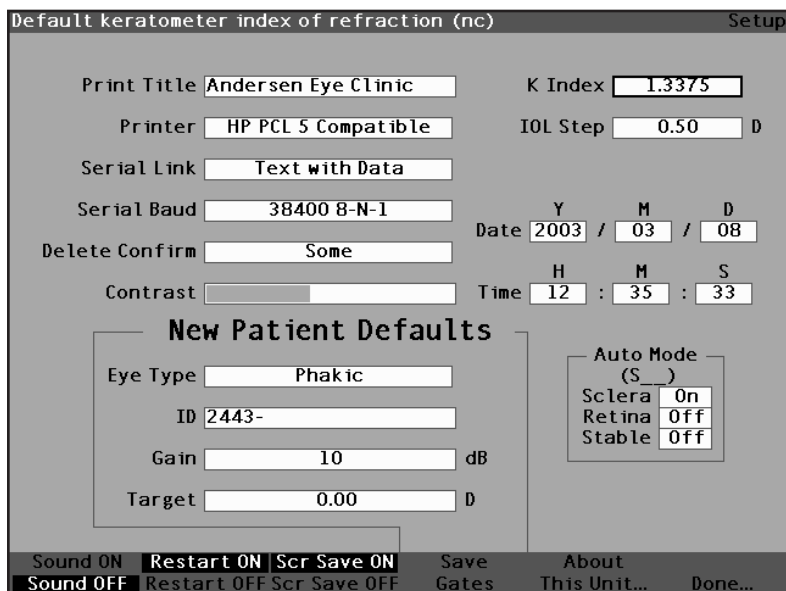 Default keratometer index of refraction (nc) Setup
Print Title Andersen Eye Clinic K Index 1.3375
Printer HP PCL 5 Compatible IOL Step 0.50 D
Serial Link Text with Data
Serial Baud 38400 8-N-1
Y M D
Date 2003 / 03 / 08
Delete Confirm Some
H M S
Contrast Time 12 : 35 : 33
New Patient Defaults
Eye Type Phakic
ID 2443-
Gain 10 dB
Target 0.00 D
Auto Mode
(S__)
Sclera On
Retina Off
Stable Off
Sound ON Restart ON Scr Save ON Save About
Sound OFF Restart OFF Scr Save OFF Gates This Unit... Done...